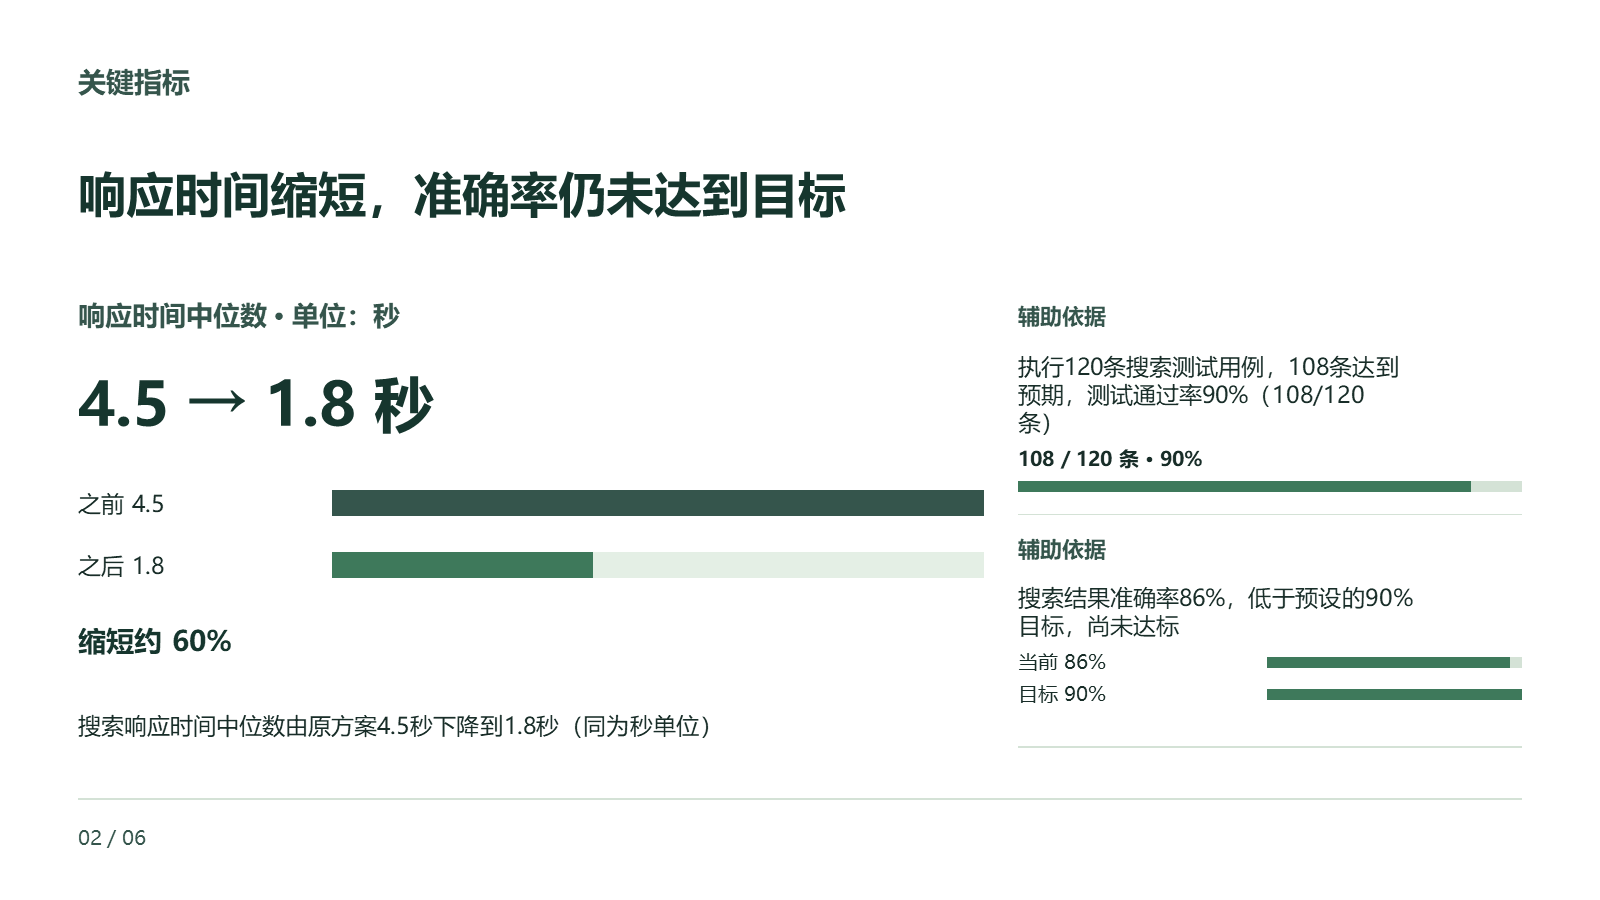 关键指标
响应时间缩短，准确率仍未达到目标
响应时间中位数 • 单位：秒
4.5 → 1.8 秒
之前 4.5
之后 1.8
缩短约 60%
搜索响应时间中位数由原方案4.5秒下降到1.8秒（同为秒单位）
辅助依据
执行120条搜索测试用例，108条达到
预期，测试通过率90%（108/120
条）
108 / 120 条 • 90%
辅助依据
搜索结果准确率86%，低于预设的90%
目标，尚未达标
当前 86%
目标 90%
02 / 06